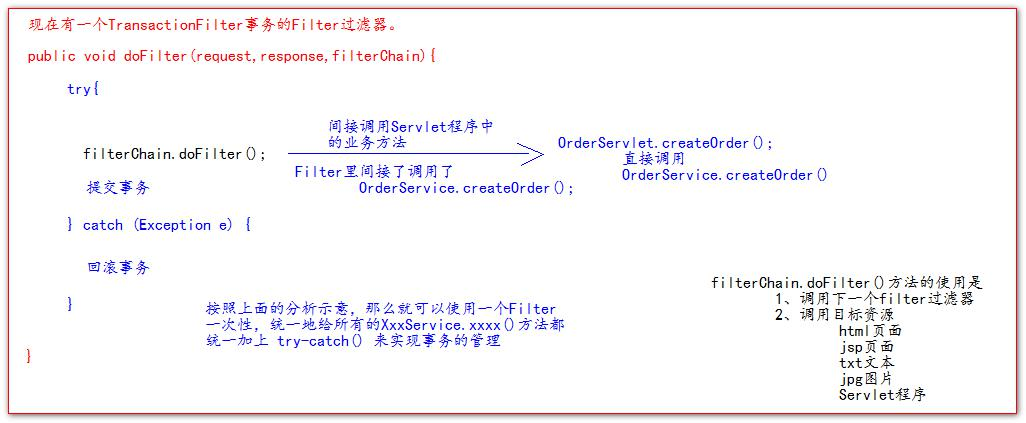 现在有一个TransactionFilter事务的Filter过滤器。
public void doFilter(request,response,filterChain){
try{
间接调用Servlet程序中
的业务方法
filterChain.doFilter();
OrderServlet.createOrder();
直接调用
OrderService.createOrder()
Filter里间接了调用了
OrderService.createOrder();
提交事务
} catch (Exception e) {
回滚事务
}
按照上面的分析示意，那么就可以使用一个Filter
一次性，统一地给所有的XxxService.xxxx()方法都
统一加上 try-catch() 来实现事务的管理
}
filterChain.doFilter()方法的使用是
1、调用下一个filter过滤器
2、调用目标资源
html页面
jsp页面
txt文本
jpg图片
Servlet程序